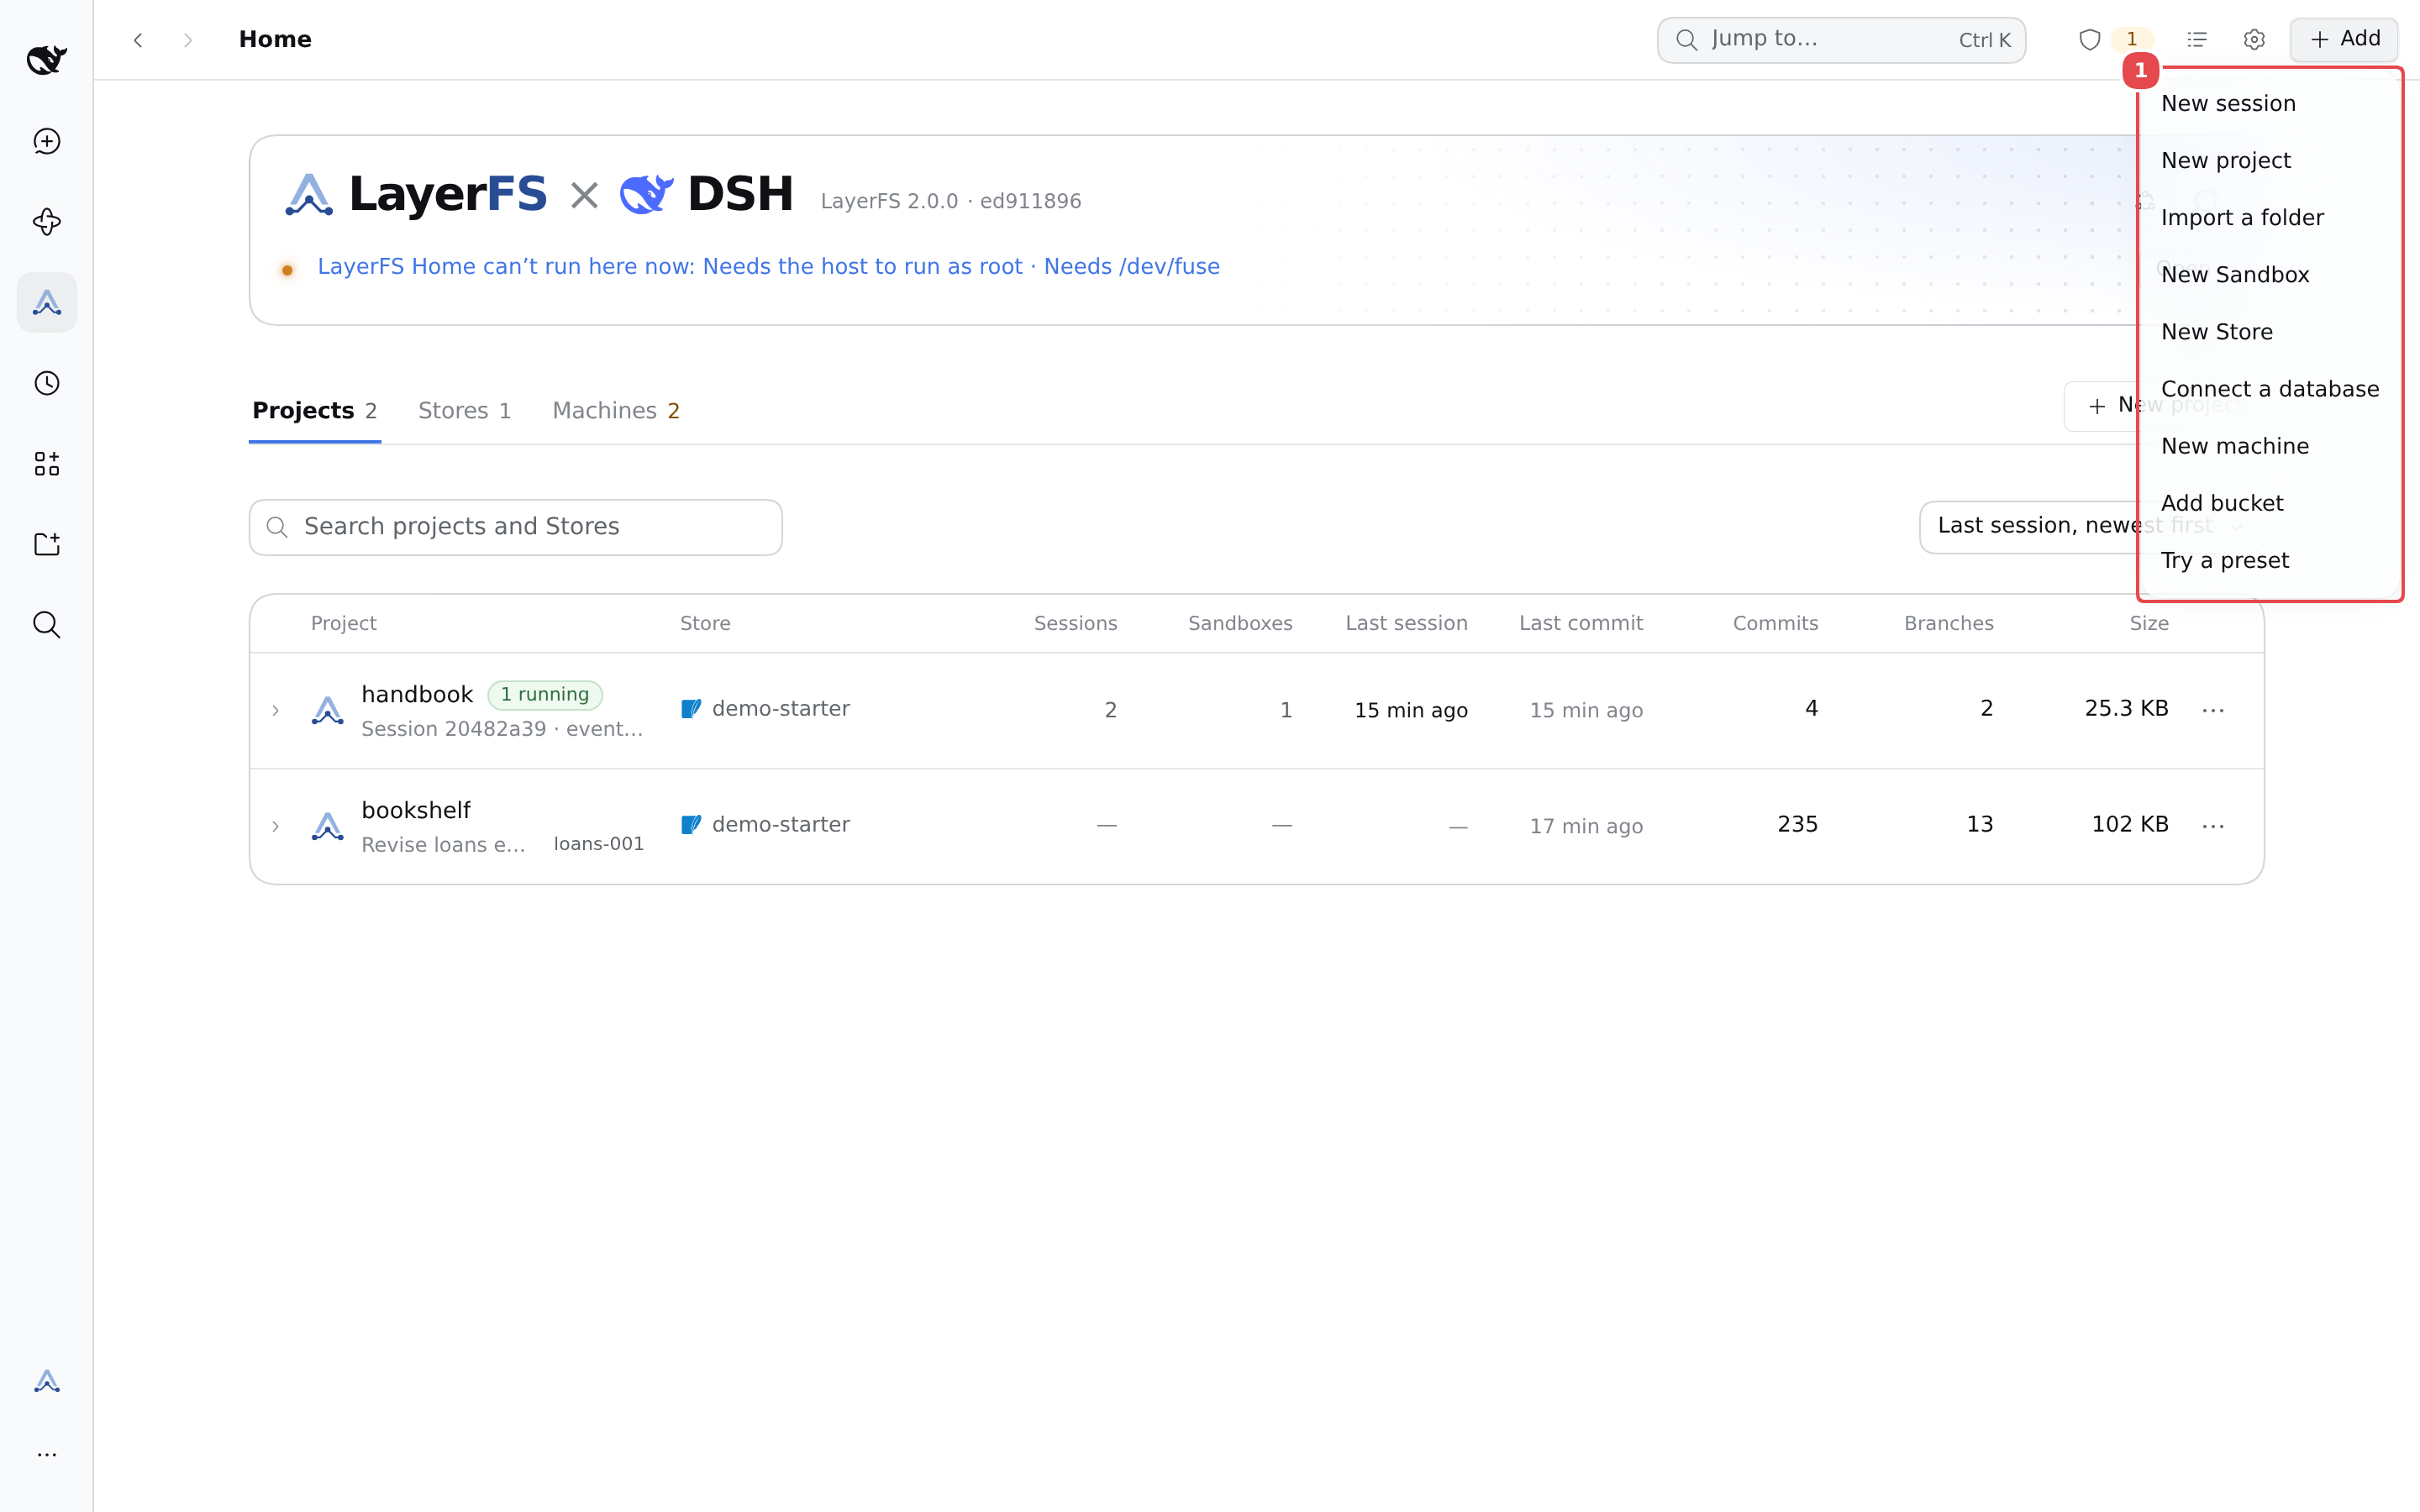 Home
Jump to...
Ctrl K
1
Add
1
New session
New project
Import a folder
New Sandbox
New Store
Connect a database
New machine
Add bucket
Try a preset
LayerFS × DSH LayerFS 2.0.0 · ed911896
LayerFS Home can’t run here now: Needs the host to run as root · Needs /dev/fuse
Projects 2 Stores 1 Machines 2
New project
Search projects and Stores
Last session, newest first
Project Store Sessions Sandboxes Last session Last commit Commits Branches Size
handbook 1 running demo-starter 2 1 15 min ago 15 min ago 4 2 25.3 KB
Session 20482a39 · event...
bookshelf demo-starter — — — 17 min ago 235 13 102 KB
Revise loans e... loans-001